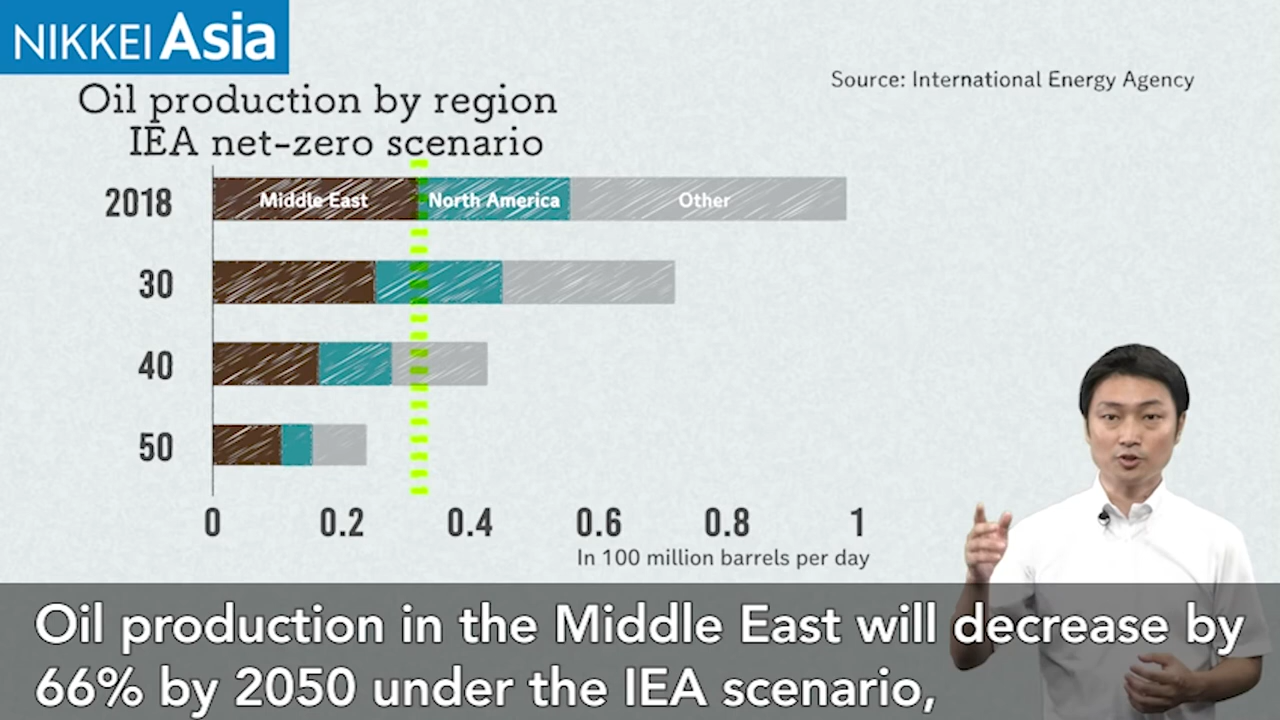 NIKKEI Asia
Source: International Energy Agency
Oil production by region
IEA net-zero scenario
2018
Middle East
North America
Other
30
40
50
0 0.2 0.4 0.6 0.8 1
In 100 million barrels per day
Oil production in the Middle East will decrease by
66% by 2050 under the IEA scenario,